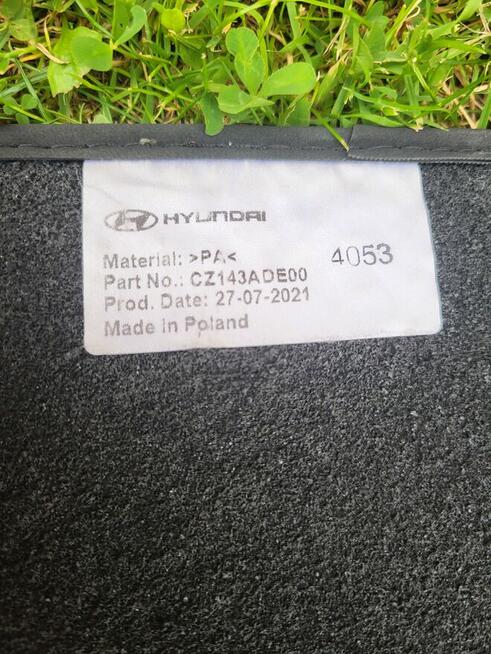 HYUNDAI
Material: >PA< 4053
Part No.: CZ143ADE00
Prod. Date: 27-07-2021
Made in Poland